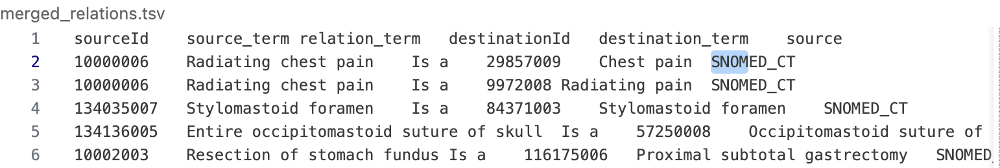 merged_relations.tsv
1 sourceId source_term relation_term destinationId destination_term source
2 10000006 Radiating chest pain Is a 29857009 Chest pain SNOMED_CT
3 10000006 Radiating chest pain Is a 9972008 Radiating pain SNOMED_CT
4 134035007 Stylomastoid foramen Is a 84371003 Stylomastoid foramen SNOMED_CT
5 134136005 Entire occipitomastoid suture of skull Is a 57250008 Occipitomastoid suture of
6 10002003 Resection of stomach fundus Is a 116175006 Proximal subtotal gastrectomy SNOMED_